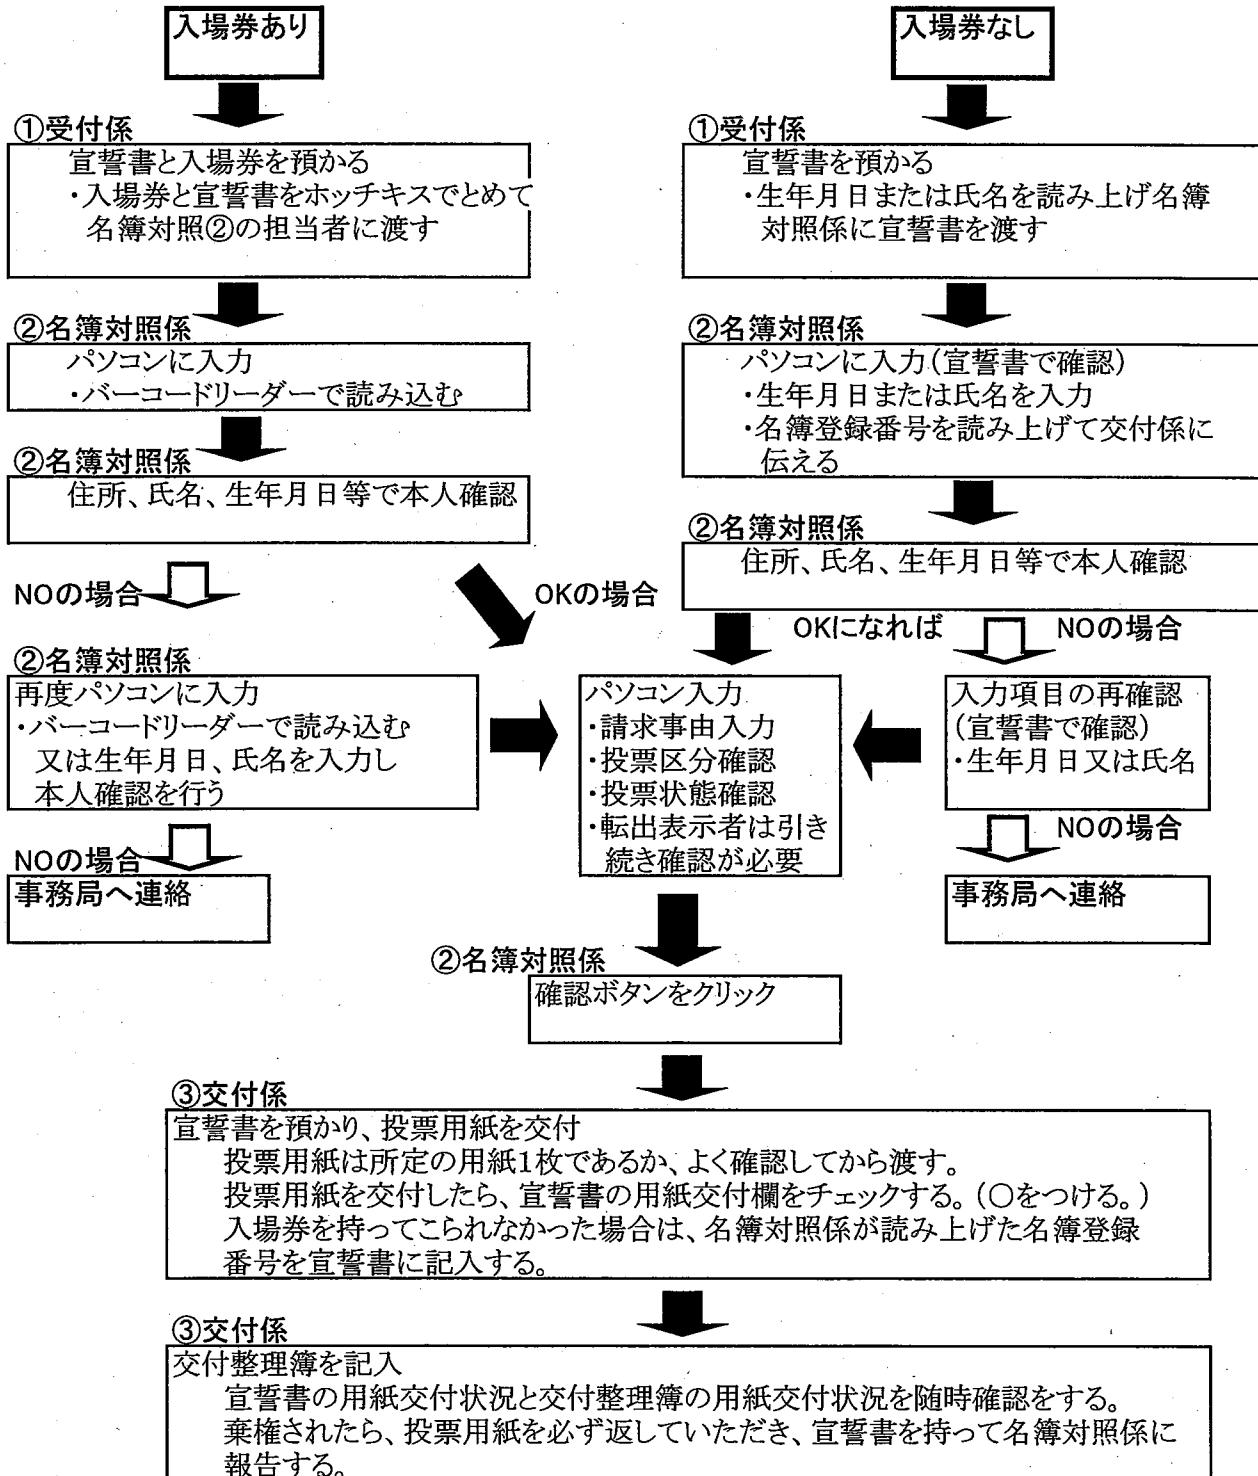 入場券あり
①受付係
宣誓書と入場券を預かる
・入場券と宣誓書をホッチキスでとめて
名簿対照②の担当者に渡す
②名簿対照係
パソコンに入力
・バーコードリーダーで読み込む
②名簿対照係
住所、氏名、生年月日等で本人確認
NOの場合
OKの場合
②名簿対照係
再度パソコンに入力
・バーコードリーダーで読み込む
又は生年月日、氏名を入力し
本人確認を行う
NOの場合
事務局へ連絡
入場券なし
①受付係
宣誓書を預かる
・生年月日または氏名を読み上げ名簿
対照係に宣誓書を渡す
②名簿対照係
パソコンに入力(宣誓書で確認)
・生年月日または氏名を入力
・名簿登録番号を読み上げて交付係に
伝える
②名簿対照係
住所、氏名、生年月日等で本人確認
OKになれば
NOの場合
入力項目の再確認
(宣誓書で確認)
・生年月日又は氏名
NOの場合
事務局へ連絡
パソコン入力
・請求事由入力
・投票区分確認
・投票状態確認
・転出表示者は引き
続き確認が必要
②名簿対照係
確認ボタンをクリック
③交付係
宣誓書を預かり、投票用紙を交付
投票用紙は所定の用紙1枚であるか、よく確認してから渡す。
投票用紙を交付したら、宣誓書の用紙交付欄をチェックする。(○をつける。)
入場券を持ってこられなかった場合は、名簿対照係が読み上げた名簿登録
番号を宣誓書に記入する。
③交付係
交付整理簿を記入
宣誓書の用紙交付状況と交付整理簿の用紙交付状況を随時確認をする。
棄権されたら、投票用紙を必ず返していただき、宣誓書を持って名簿対照係に
報告する。